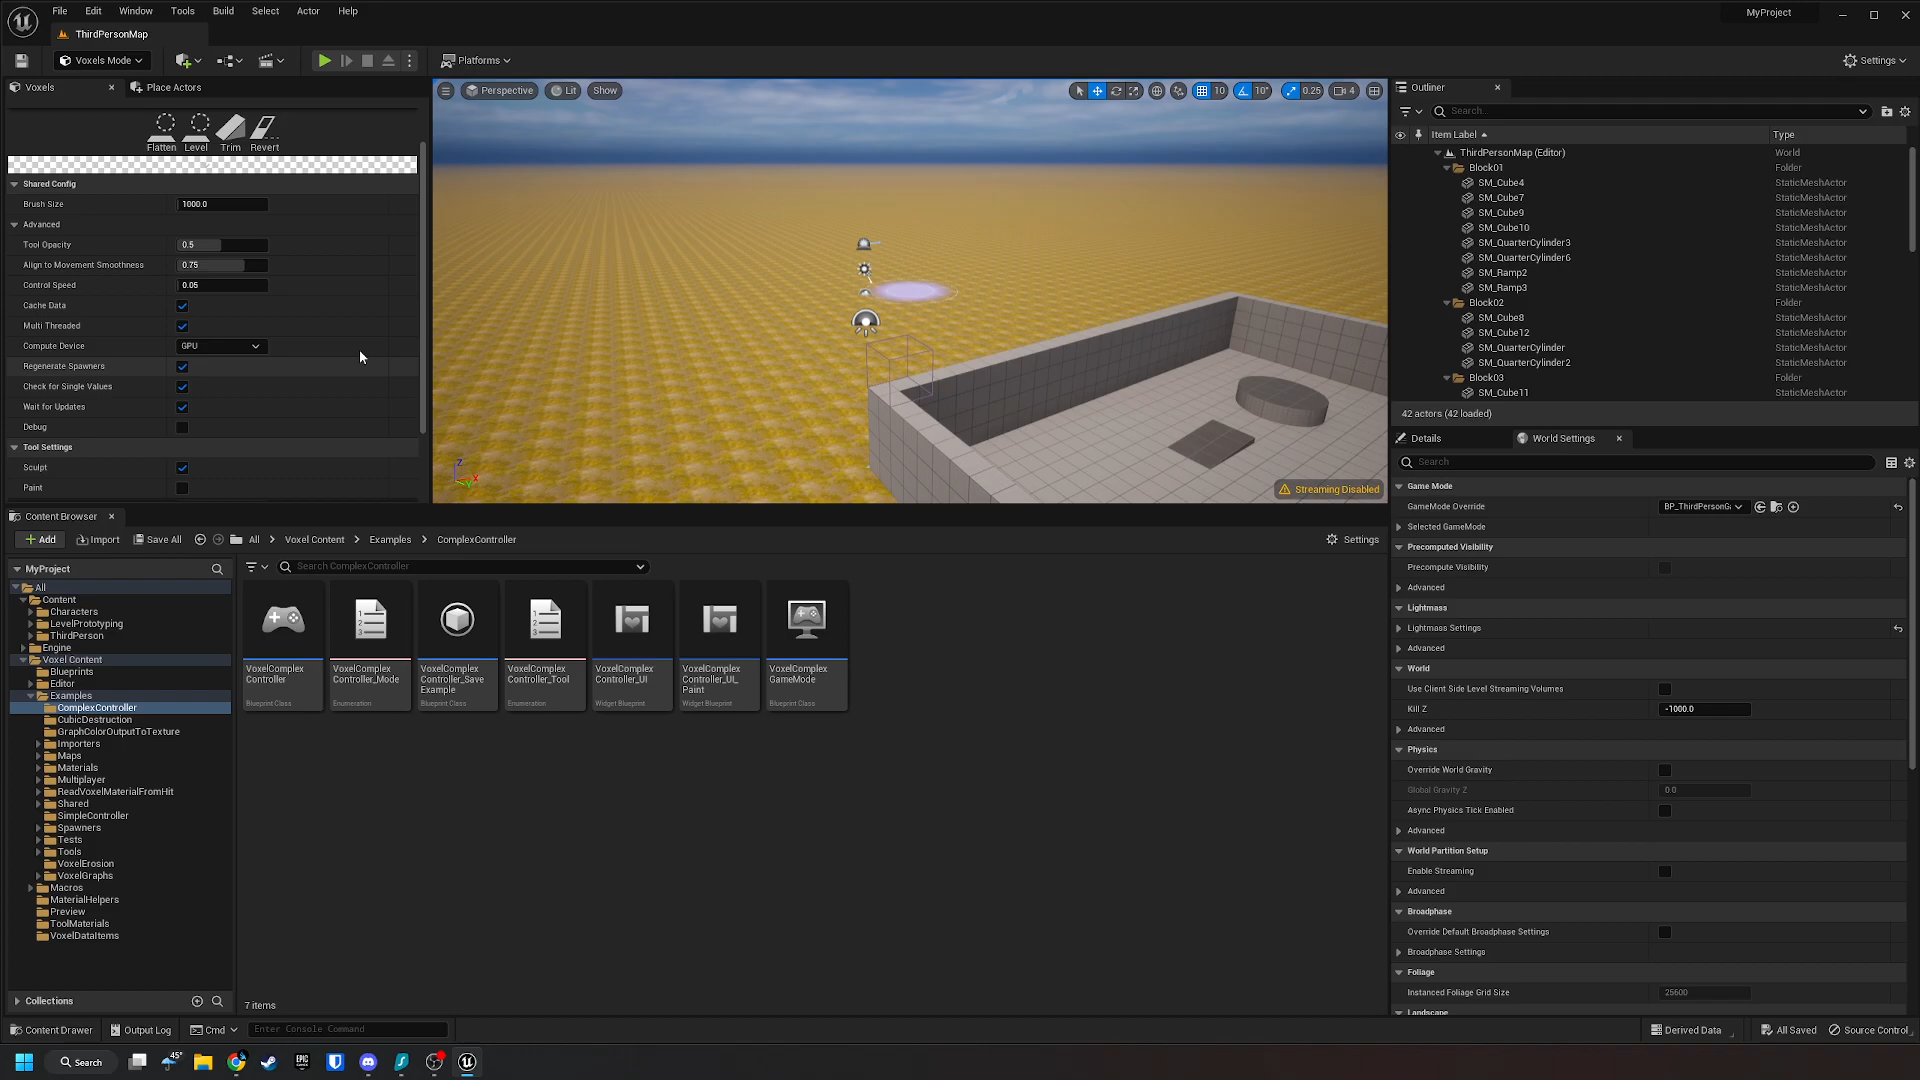 File Edit Window Tools Build Select Actor Help
MyProject
ThirdPersonMap
Voxels Mode
Platforms
Settings
Voxels
Place Actors
Flatten Level Trim Revert
Shared Config
Brush Size 1000.0
Advanced
Tool Opacity 0.5
Align to Movement Smoothness 0.75
Control Speed 0.05
Cache Data
Multi Threaded
Compute Device GPU
Regenerate Spawners
Check for Single Values
Wait for Updates
Debug
Tool Settings
Sculpt
Paint
Perspective Lit Show
10 10° 0.25 4
Z X Y
Streaming Disabled
Outliner
Search...
Item Label Type
ThirdPersonMap (Editor) World
Block01 Folder
SM_Cube4 StaticMeshActor
SM_Cube7 StaticMeshActor
SM_Cube9 StaticMeshActor
SM_Cube10 StaticMeshActor
SM_QuarterCylinder3 StaticMeshActor
SM_QuarterCylinder6 StaticMeshActor
SM_Ramp2 StaticMeshActor
SM_Ramp3 StaticMeshActor
Block02 Folder
SM_Cube8 StaticMeshActor
SM_Cube12 StaticMeshActor
SM_QuarterCylinder StaticMeshActor
SM_QuarterCylinder2 StaticMeshActor
Block03 Folder
SM_Cube11 StaticMeshActor
42 actors (42 loaded)
Details
World Settings
Search
Game Mode
GameMode Override BP_ThirdPersonGa
Selected GameMode
Precomputed Visibility
Precompute Visibility
Advanced
Lightmass
Lightmass Settings
Advanced
World
Use Client Side Level Streaming Volumes
Kill Z -1000.0
Advanced
Physics
Override World Gravity
Global Gravity Z 0.0
Async Physics Tick Enabled
Advanced
World Partition Setup
Enable Streaming
Advanced
Broadphase
Override Default Broadphase Settings
Broadphase Settings
Foliage
Instanced Foliage Grid Size 25600
Landscape
Content Browser
Add Import Save All All Voxel Content Examples ComplexController Settings
MyProject
Search ComplexController
All
Content
Characters
LevelPrototyping
ThirdPerson
Engine
Voxel Content
Blueprints
Editor
Examples
ComplexController
CubicDestruction
GraphColorOutputToTexture
Importers
Maps
Materials
Multiplayer
ReadVoxelMaterialFromHit
Shared
SimpleController
Spawners
Tests
Tools
VoxelErosion
VoxelGraphs
Macros
MaterialHelpers
Preview
ToolMaterials
VoxelDataItems
Collections
VoxelComplex
Controller
Blueprint Class
VoxelComplex
Controller_Mode
Enumeration
VoxelComplex
Controller_Save
Example
Blueprint Class
VoxelComplex
Controller_Tool
Enumeration
VoxelComplex
Controller_UI
Widget Blueprint
VoxelComplex
Controller_UI_
Paint
Widget Blueprint
VoxelComplex
GameMode
Blueprint Class
7 items
Content Drawer Output Log Cmd Enter Console Command Derived Data All Saved Source Control
Search 45° EPIC